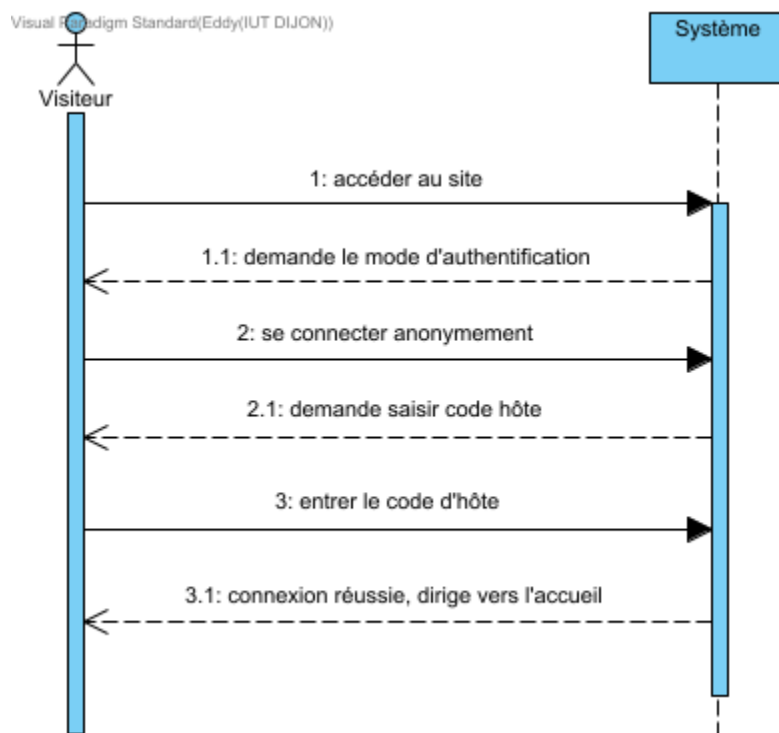 Visual Paradigm Standard(Eddy(IUT DIJON))
Système
Visiteur
1: accéder au site
1.1: demande le mode d'authentification
2: se connecter anonymement
2.1: demande saisir code hôte
3: entrer le code d'hôte
3.1: connexion réussie, dirige vers l'accueil